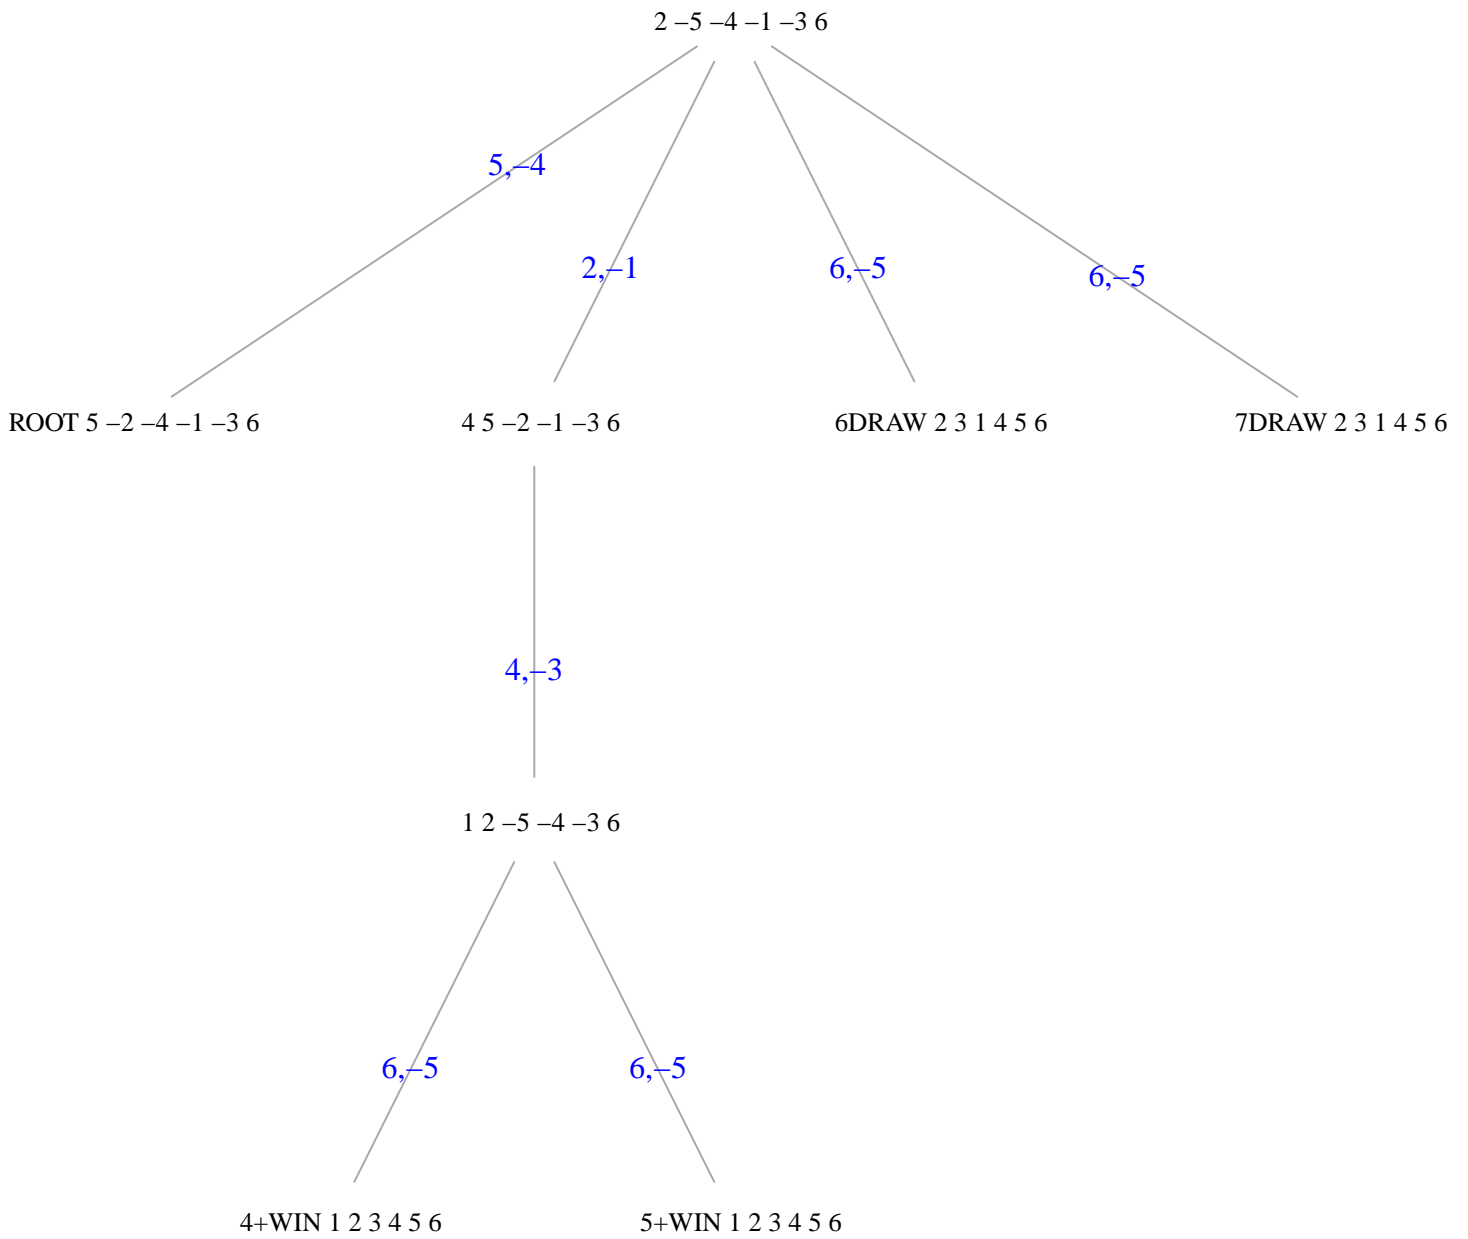 2 –5 –4 –1 –3 6
5,–4
2,–1
6,–5
6,–5
ROOT 5 –2 –4 –1 –3 6
4 5 –2 –1 –3 6
6DRAW 2 3 1 4 5 6
7DRAW 2 3 1 4 5 6
4,–3
1 2 –5 –4 –3 6
6,–5
6,–5
4+WIN 1 2 3 4 5 6
5+WIN 1 2 3 4 5 6